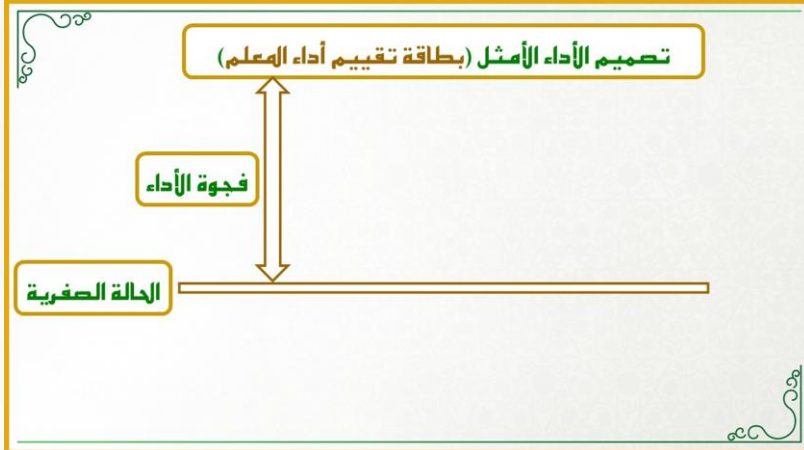 تصميم الأداء الأمثل (بطاقة تقييم أداء المعلم)
فجوة الأداء
الحالة الصفرية